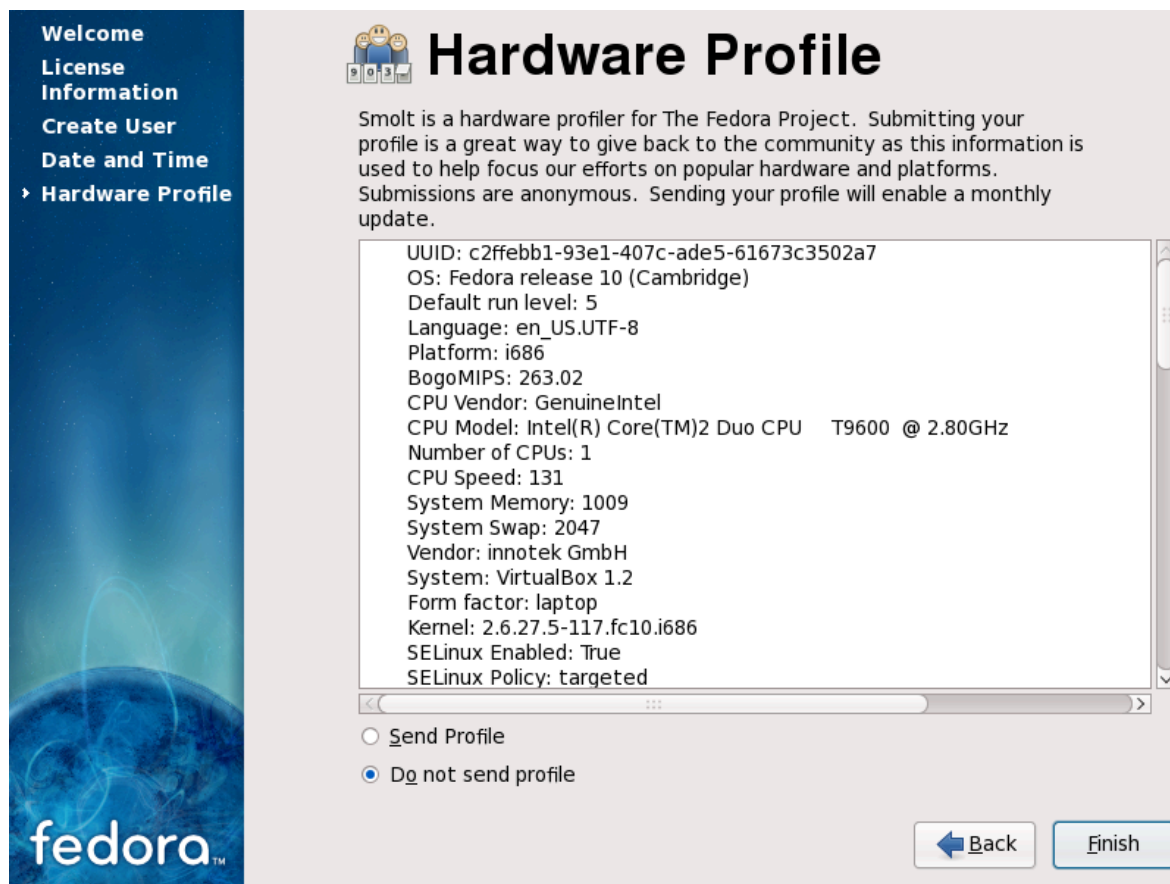 Welcome
License
Information
Create User
Date and Time
Hardware Profile
fedora™
Hardware Profile
Smolt is a hardware profiler for The Fedora Project. Submitting your
profile is a great way to give back to the community as this information is
used to help focus our efforts on popular hardware and platforms.
Submissions are anonymous. Sending your profile will enable a monthly
update.
UUID: c2ffebb1-93e1-407c-ade5-61673c3502a7
OS: Fedora release 10 (Cambridge)
Default run level: 5
Language: en_US.UTF-8
Platform: i686
BogoMIPS: 263.02
CPU Vendor: GenuineIntel
CPU Model: Intel(R) Core(TM)2 Duo CPU     T9600  @ 2.80GHz
Number of CPUs: 1
CPU Speed: 131
System Memory: 1009
System Swap: 2047
Vendor: innotek GmbH
System: VirtualBox 1.2
Form factor: laptop
Kernel: 2.6.27.5-117.fc10.i686
SELinux Enabled: True
SELinux Policy: targeted
Send Profile
Do not send profile
Back
Finish
903